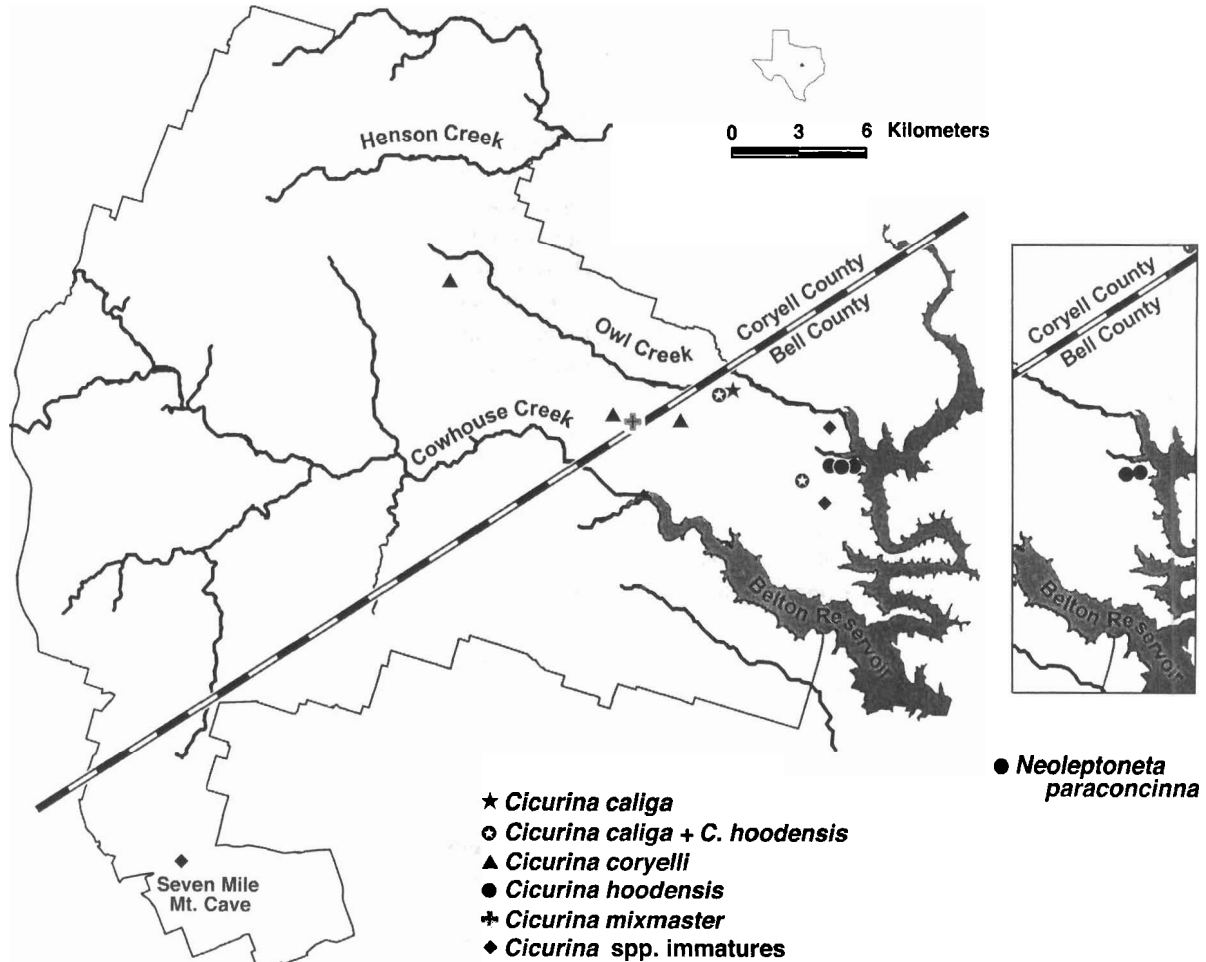 Henson Creek
0 3 6 Kilometers
Coryell County
Bell County
Owl Creek
Cowhouse Creek
Belton Reservoir
Seven Mile
Mt. Cave
Coryell County
Bell County
Belton Reservoir
Neoleptoneta
paraconcinna
Cicurina caliga
Cicurina caliga + C. hoodensis
Cicurina coryelli
Cicurina hoodensis
Cicurina mixmaster
Cicurina spp. immatures